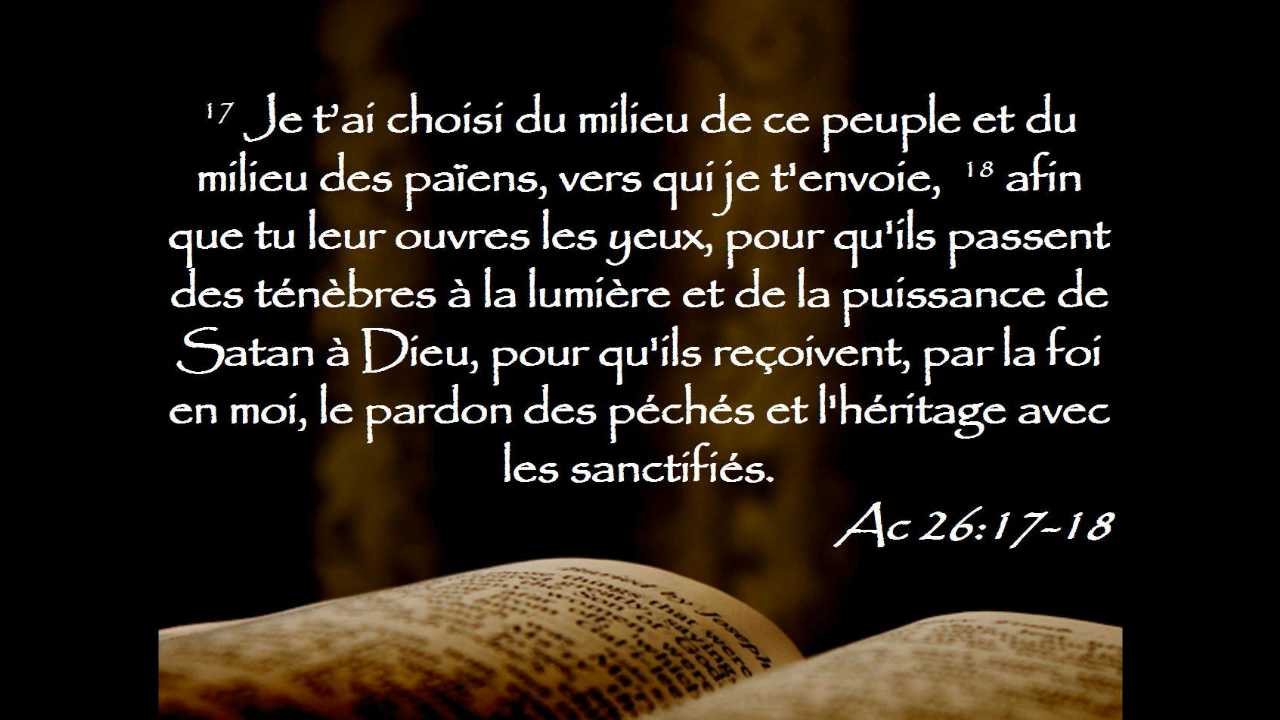 17 Je t’ai choisi du milieu de ce peuple et du
milieu des païens, vers qui je t'envoie, 18 afin
que tu leur ouvres les yeux, pour qu'ils passent
des ténèbres à la lumière et de la puissance de
Satan à Dieu, pour qu'ils reçoivent, par la foi
en moi, le pardon des péchés et l'héritage avec
les sanctifiés.
Ac 26:17-18